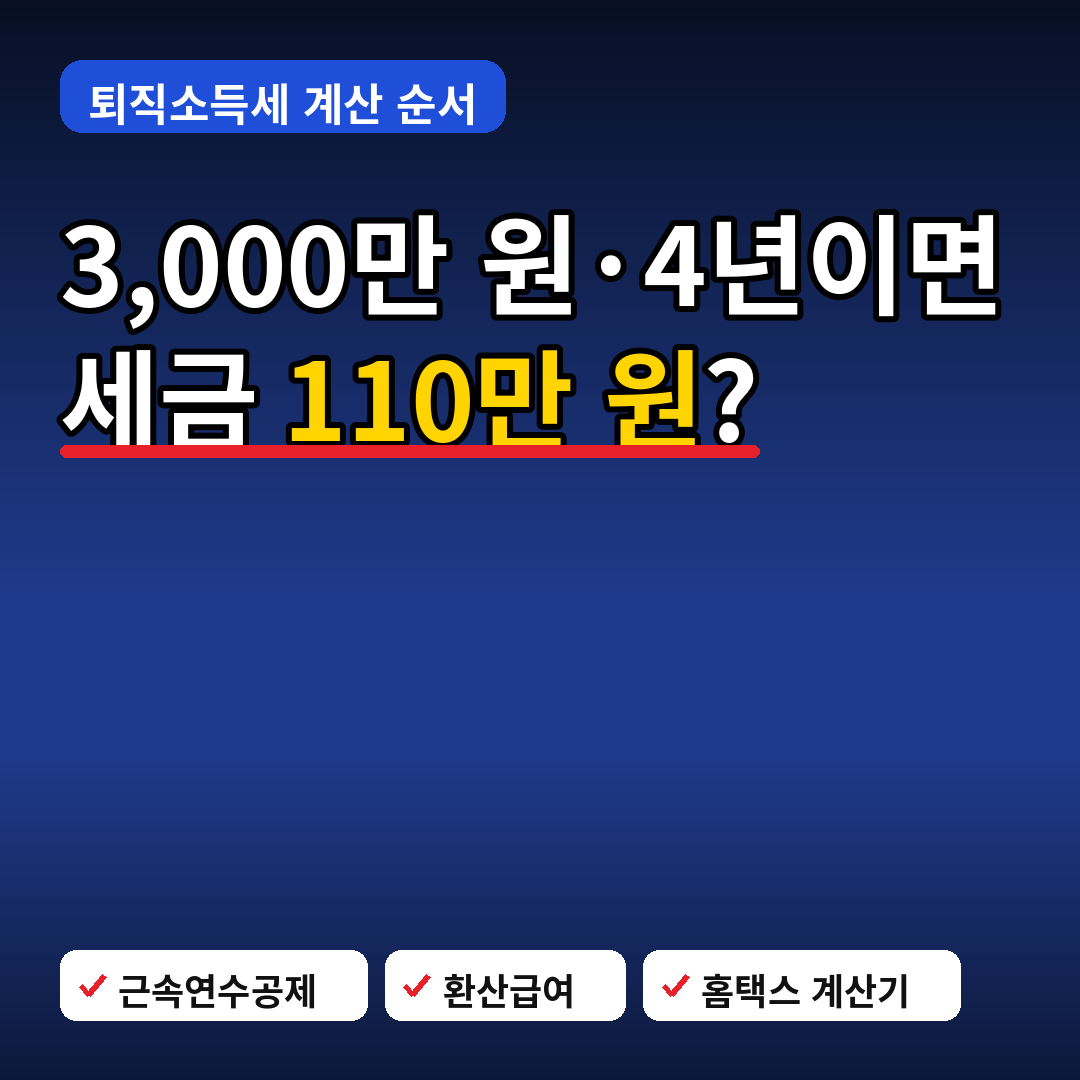 퇴직소득세 계산 순서
3,000만 원·4년이면
세금 110만 원?
근속연수공제
환산급여
홈택스 계산기